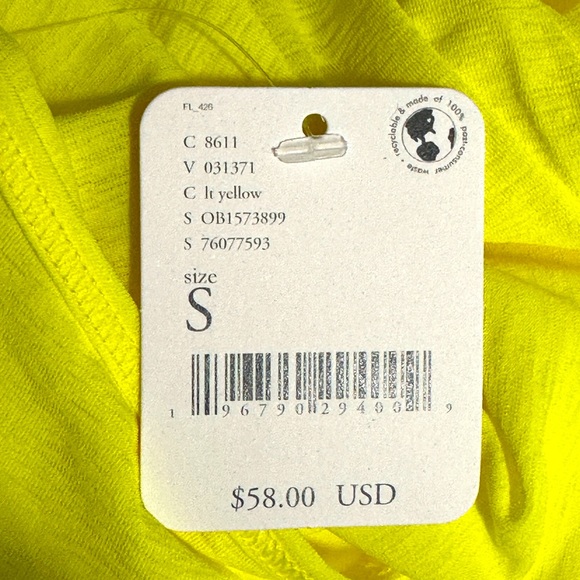 FL_426
recyclable & made of 100% post-consumer waste
C 8611
V 031371
C lt yellow
S OB1573899
S 76077593
size
S
1 96790 29400 9
$58.00 USD